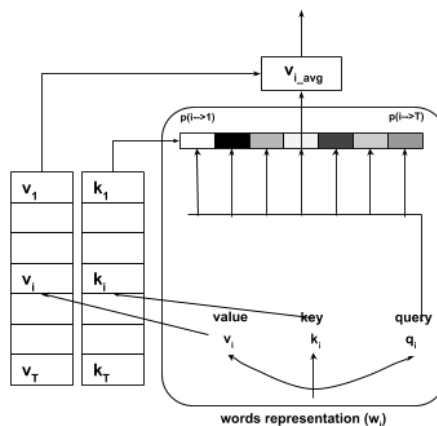 v_i_avg
p(i-->1) p(i-->T)
v_1 k_1
v_i k_i
value key query
v_i k_i q_i
v_T k_T
words representation (w_i)